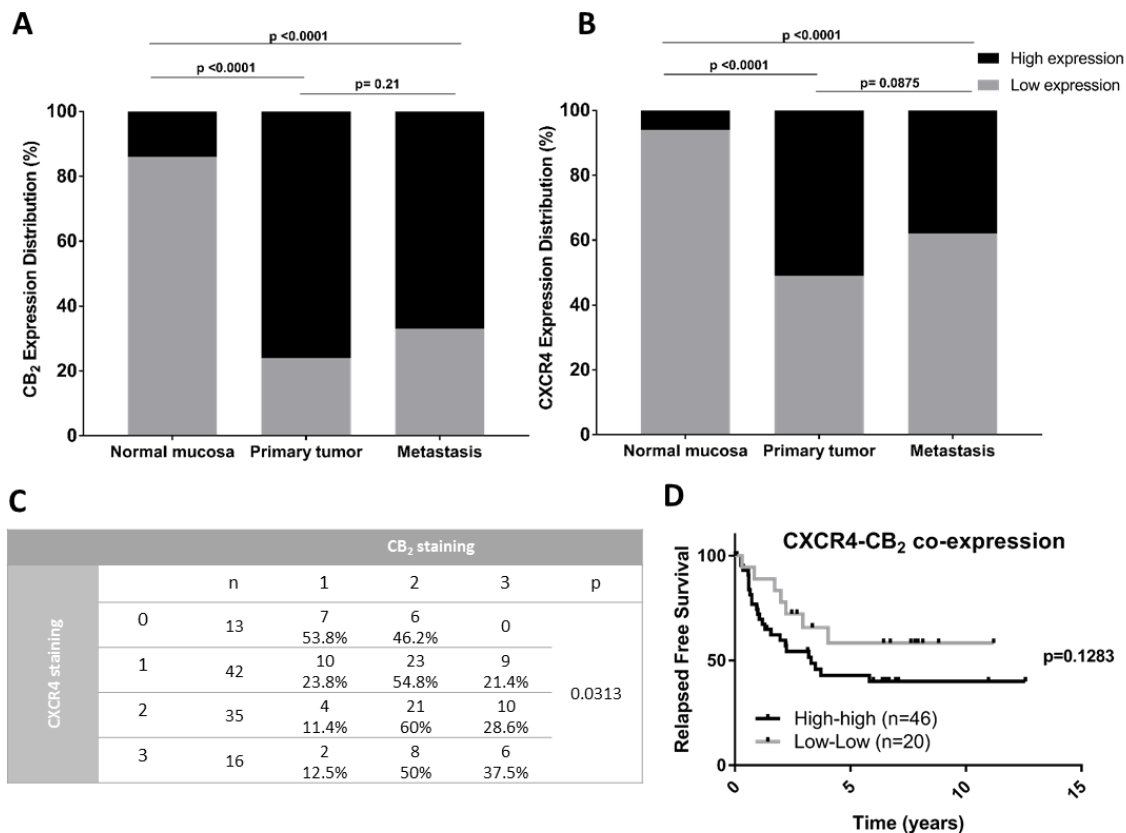 A
p <0.0001
p <0.0001
p= 0.21
CB₂ Expression Distribution (%)
100
80
60
40
20
0
Normal mucosa Primary tumor Metastasis
B
p <0.0001
p <0.0001
p= 0.0875
High expression
Low expression
CXCR4 Expression Distribution (%)
100
80
60
40
20
0
Normal mucosa Primary tumor Metastasis
C
CB₂ staining
CXCR4 staining
n 1 2 3 p
0 13 7 6 0
53.8% 46.2%
1 42 10 23 9
23.8% 54.8% 21.4%
0.0313
2 35 4 21 10
11.4% 60% 28.6%
3 16 2 8 6
12.5% 50% 37.5%
D
CXCR4-CB₂ co-expression
Relapsed Free Survival
100
50
0
p=0.1283
High-high (n=46)
Low-Low (n=20)
0 5 10 15
Time (years)